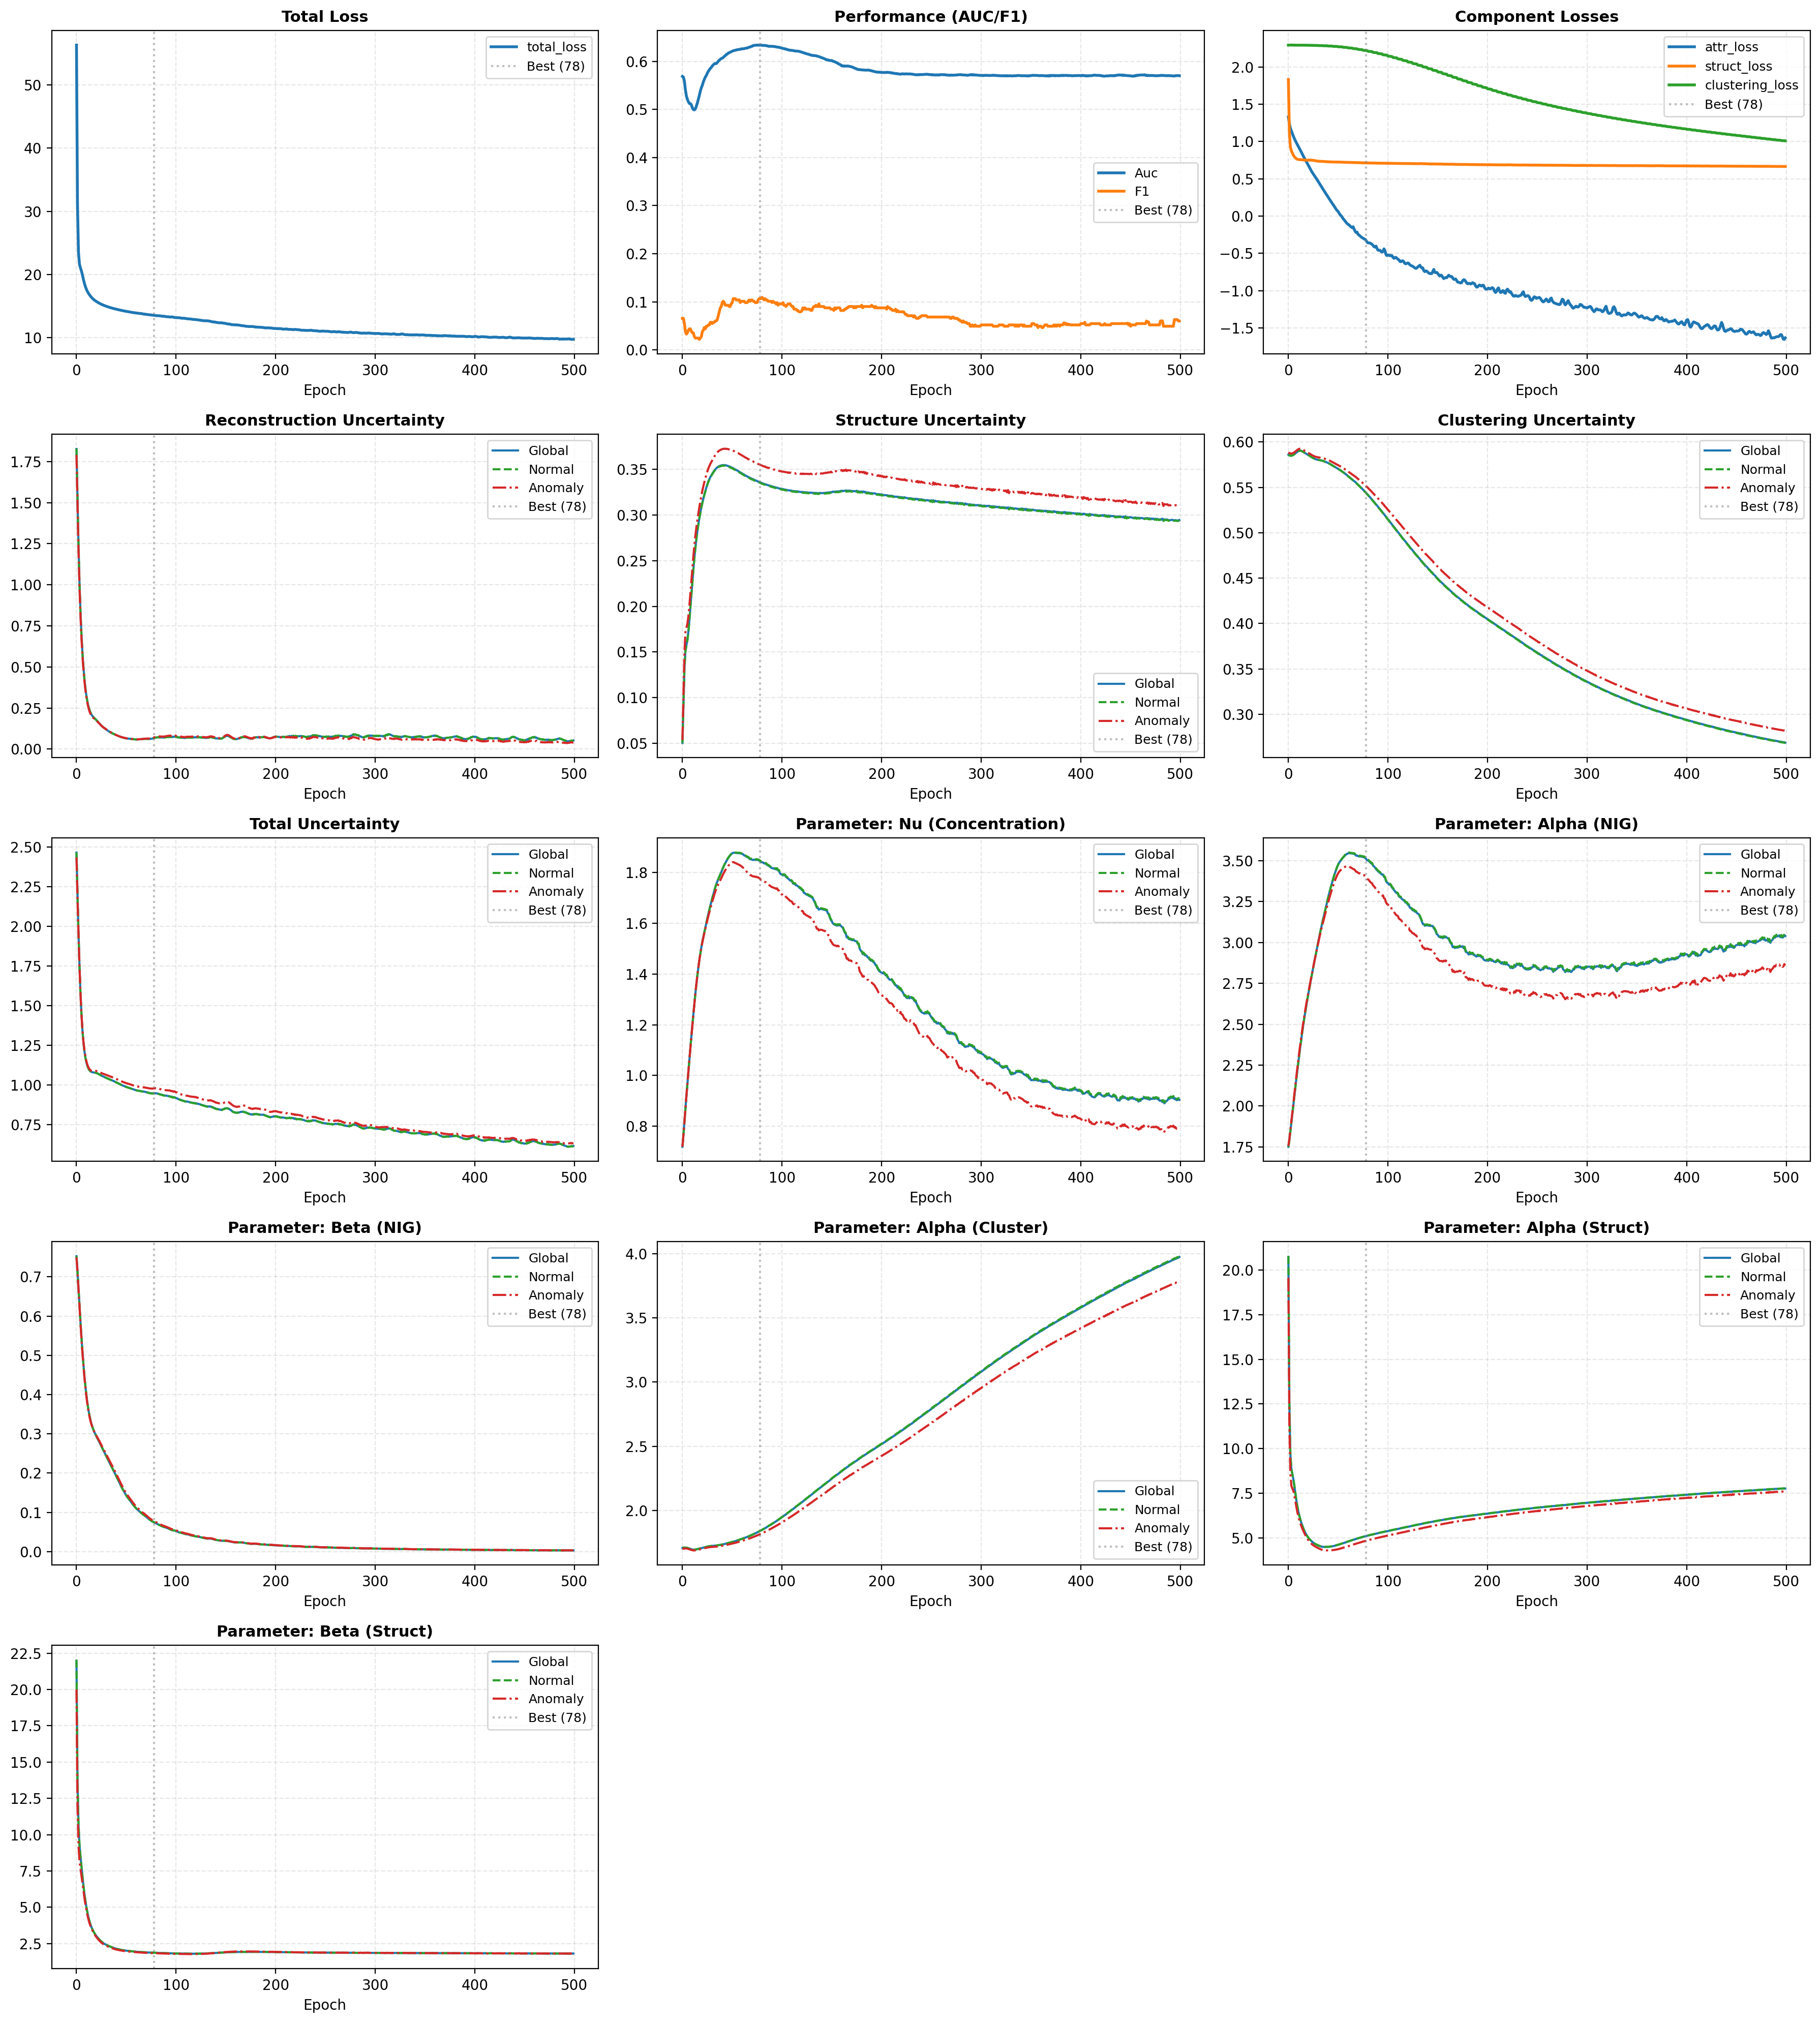 Total Loss
50
40
30
20
10
total_loss
Best (78)
0 100 200 300 400 500
Epoch
Performance (AUC/F1)
0.6
0.5
0.4
0.3
0.2
0.1
0.0
Auc
F1
Best (78)
0 100 200 300 400 500
Epoch
Component Losses
2.0
1.5
1.0
0.5
0.0
−0.5
−1.0
−1.5
attr_loss
struct_loss
clustering_loss
Best (78)
0 100 200 300 400 500
Epoch
Reconstruction Uncertainty
1.75
1.50
1.25
1.00
0.75
0.50
0.25
0.00
Global
Normal
Anomaly
Best (78)
0 100 200 300 400 500
Epoch
Structure Uncertainty
0.35
0.30
0.25
0.20
0.15
0.10
0.05
Global
Normal
Anomaly
Best (78)
0 100 200 300 400 500
Epoch
Clustering Uncertainty
0.60
0.55
0.50
0.45
0.40
0.35
0.30
Global
Normal
Anomaly
Best (78)
0 100 200 300 400 500
Epoch
Total Uncertainty
2.50
2.25
2.00
1.75
1.50
1.25
1.00
0.75
Global
Normal
Anomaly
Best (78)
0 100 200 300 400 500
Epoch
Parameter: Nu (Concentration)
1.8
1.6
1.4
1.2
1.0
0.8
Global
Normal
Anomaly
Best (78)
0 100 200 300 400 500
Epoch
Parameter: Alpha (NIG)
3.50
3.25
3.00
2.75
2.50
2.25
2.00
1.75
Global
Normal
Anomaly
Best (78)
0 100 200 300 400 500
Epoch
Parameter: Beta (NIG)
0.7
0.6
0.5
0.4
0.3
0.2
0.1
0.0
Global
Normal
Anomaly
Best (78)
0 100 200 300 400 500
Epoch
Parameter: Alpha (Cluster)
4.0
3.5
3.0
2.5
2.0
Global
Normal
Anomaly
Best (78)
0 100 200 300 400 500
Epoch
Parameter: Alpha (Struct)
20.0
17.5
15.0
12.5
10.0
7.5
5.0
Global
Normal
Anomaly
Best (78)
0 100 200 300 400 500
Epoch
Parameter: Beta (Struct)
22.5
20.0
17.5
15.0
12.5
10.0
7.5
5.0
2.5
Global
Normal
Anomaly
Best (78)
0 100 200 300 400 500
Epoch